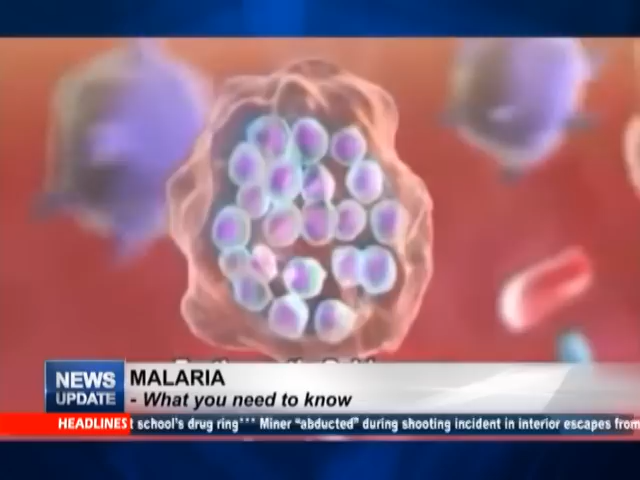 NEWS
UPDATE
MALARIA
- What you need to know
HEADLINES
t school's drug ring*** Miner "abducted" during shooting incident in interior escapes from